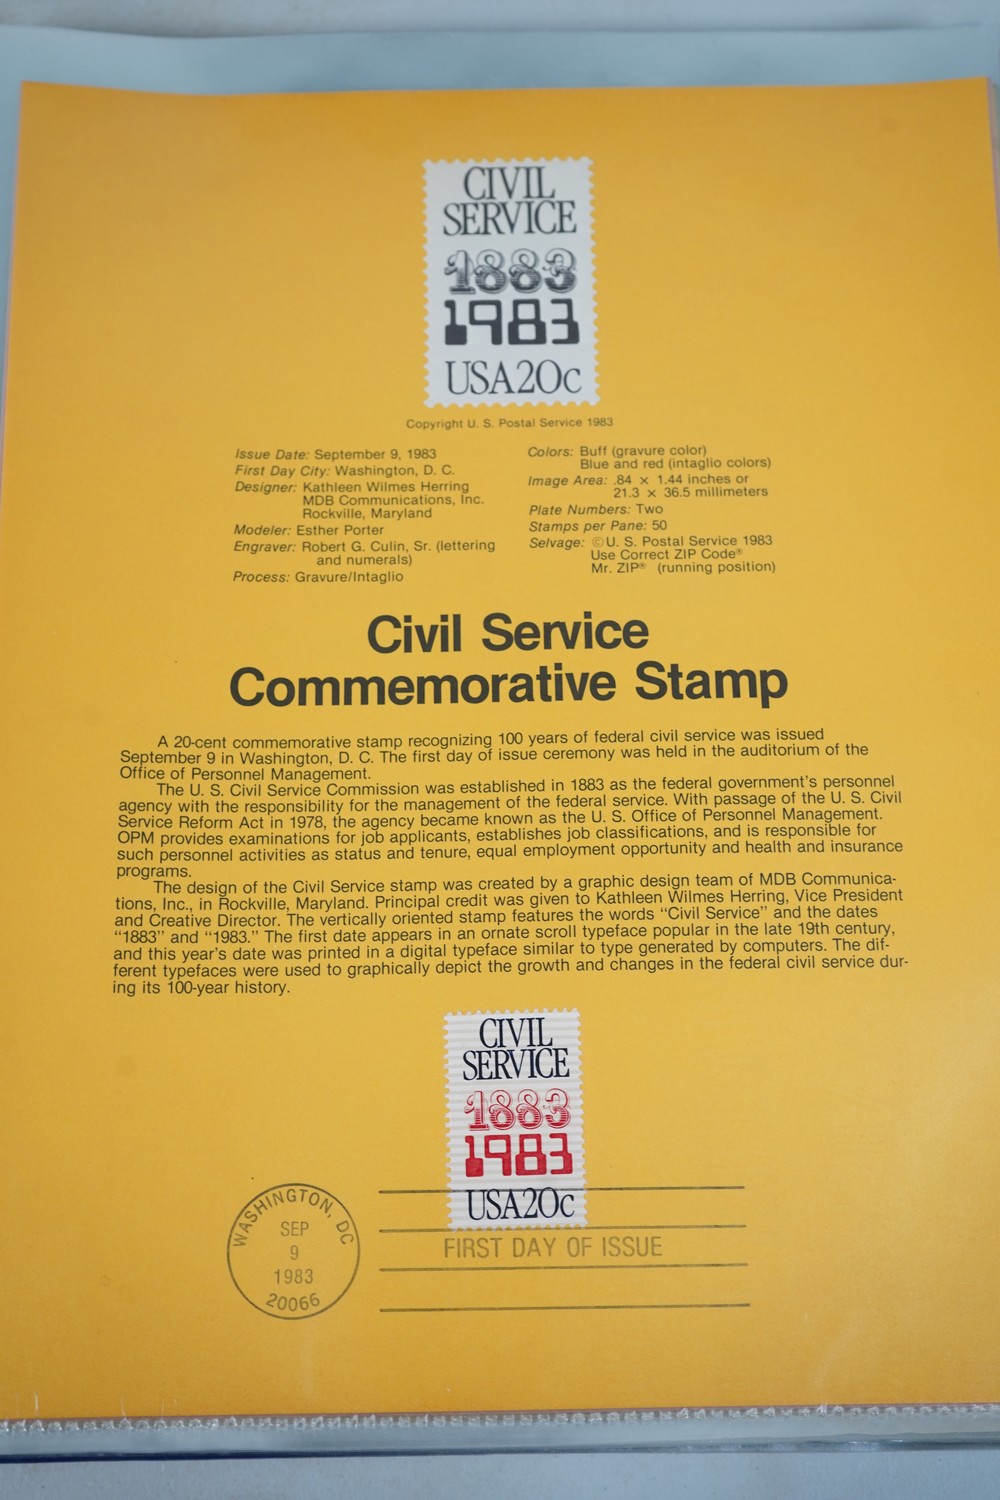 CIVIL
SERVICE
1883
1983
USA20c
Copyright U. S. Postal Service 1983
Issue Date: September 9, 1983
First Day City: Washington, D. C.
Designer: Kathleen Wilmes Herring
MDB Communications, Inc.
Rockville, Maryland
Modeler: Esther Porter
Engraver: Robert G. Culin, Sr. (lettering
and numerals)
Process: Gravure/Intaglio
Colors: Buff (gravure color)
Blue and red (intaglio colors)
Image Area: .84 × 1.44 inches or
21.3 × 36.5 millimeters
Plate Numbers: Two
Stamps per Pane: 50
Selvage: ©U. S. Postal Service 1983
Use Correct ZIP Code®
Mr. ZIP® (running position)
Civil Service
Commemorative Stamp
A 20-cent commemorative stamp recognizing 100 years of federal civil service was issued
September 9 in Washington, D. C. The first day of issue ceremony was held in the auditorium of the
Office of Personnel Management.
The U. S. Civil Service Commission was established in 1883 as the federal government's personnel
agency with the responsibility for the management of the federal service. With passage of the U. S. Civil
Service Reform Act in 1978, the agency became known as the U. S. Office of Personnel Management.
OPM provides examinations for job applicants, establishes job classifications, and is responsible for
such personnel activities as status and tenure, equal employment opportunity and health and insurance
programs.
The design of the Civil Service stamp was created by a graphic design team of MDB Communica-
tions, Inc., in Rockville, Maryland. Principal credit was given to Kathleen Wilmes Herring, Vice President
and Creative Director. The vertically oriented stamp features the words "Civil Service" and the dates
"1883" and "1983." The first date appears in an ornate scroll typeface popular in the late 19th century,
and this year's date was printed in a digital typeface similar to type generated by computers. The dif-
ferent typefaces were used to graphically depict the growth and changes in the federal civil service dur-
ing its 100-year history.
CIVIL
SERVICE
1883
1983
USA20c
WASHINGTON, DC
SEP
9
1983
20066
FIRST DAY OF ISSUE